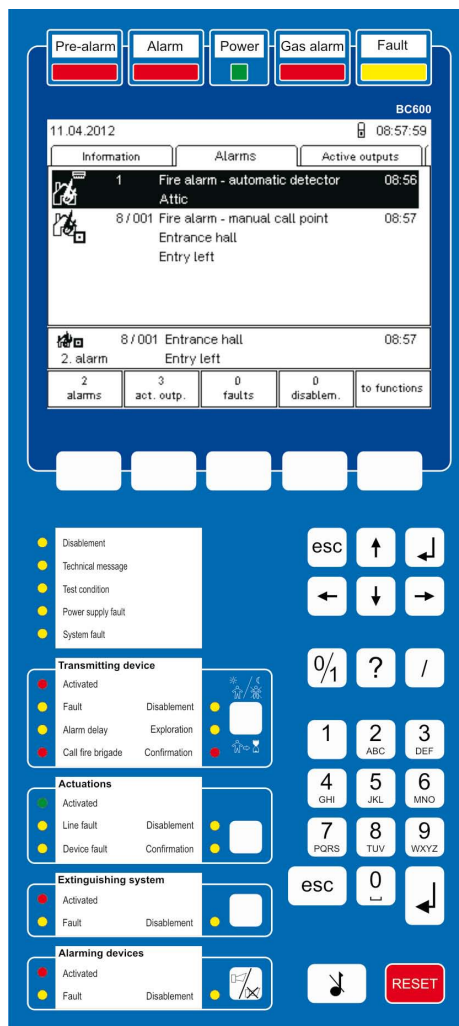 Pre-alarm Alarm Power Gas alarm Fault
BC600
11.04.2012 08:57:59
Information Alarms Active outputs
1 Fire alarm - automatic detector 08:56
Attic
8/001 Fire alarm - manual call point 08:57
Entrance hall
Entry left
8/001 Entrance hall 08:57
2. alarm Entry left
2 3 0 0 to functions
alarms act. outp. faults disablem.
Disablement
Technical message
Test condition
Power supply fault
System fault
esc
0/1 ? /
Transmitting device
Activated
Fault Disablement
Alarm delay Exploration
Call fire brigade Confirmation
1 2 3
ABC DEF
4 5 6
GHI JKL MNO
7 8 9
PQRS TUV WXYZ
esc 0
Actuations
Activated
Line fault Disablement
Device fault Confirmation
Extinguishing system
Activated
Fault Disablement
Alarming devices
Activated
Fault Disablement
RESET